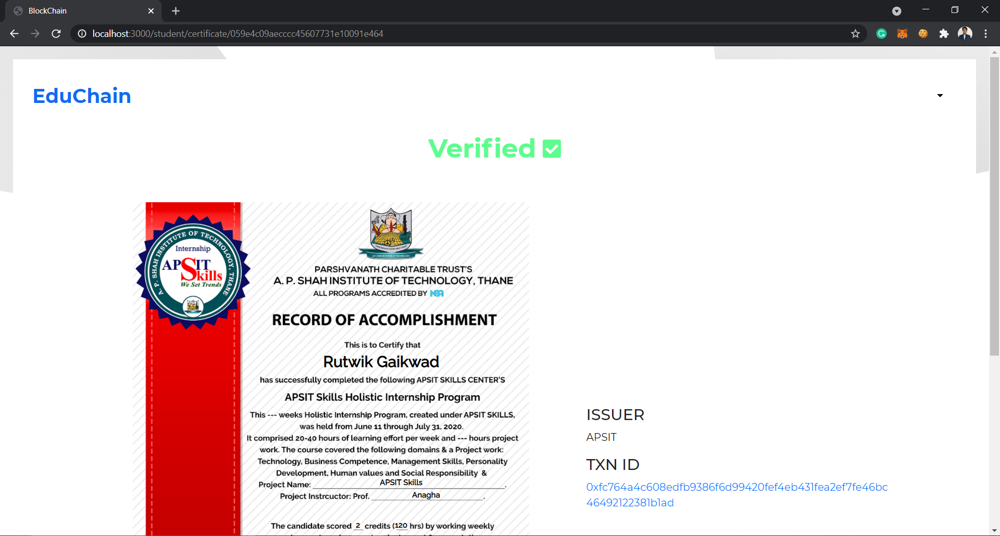 BlockChain
localhost:3000/student/certificate/059e4c09aecccc45607731e10091e464
EduChain
Verified
A. P. SHAH INSTITUTE OF TECHNOLOGY, THANE
Internship
APSIT
Skills
We Set Trends
A.P. SHAH INSTITUTE OF TECHNOLOGY
PARSHVANATH CHARITABLE TRUST'S
A. P. SHAH INSTITUTE OF TECHNOLOGY, THANE
ALL PROGRAMS ACCREDITED BY NBA
RECORD OF ACCOMPLISHMENT
This is to Certify that
Rutwik Gaikwad
has successfully completed the following APSIT SKILLS CENTER'S
APSIT Skills Holistic Internship Program
This --- weeks Holistic Internship Program, created under APSIT SKILLS,
was held from June 11 through July 31, 2020.
It comprised 20-40 hours of learning effort per week and --- hours project
work. The course covered the following domains & a Project work:
Technology, Business Competence, Management Skills, Personality
Development, Human values and Social Responsibility &
Project Name: APSIT Skills.
Project Instrcuctor: Prof. Anagha.
The candidate scored 2 credits (120 hrs) by working weekly
ISSUER
APSIT
TXN ID
0xfc764a4c608edfb9386f6d99420fef4eb431fea2ef7fe46bc
46492122381b1ad